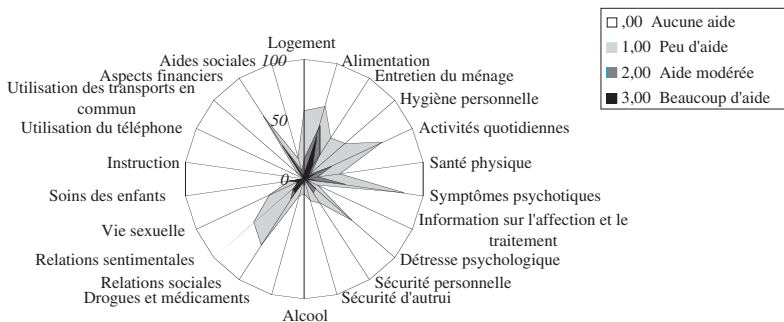 ,00 Aucune aide
1,00 Peu d'aide
2,00 Aide modérée
3,00 Beaucoup d'aide
Logement
100
50
0
Alimentation
Entretien du ménage
Hygiène personnelle
Activités quotidiennes
Santé physique
Symptômes psychotiques
Information sur l'affection et le
traitement
Détresse psychologique
Sécurité personnelle
Sécurité d'autrui
Alcool
Drogues et médicaments
Relations sociales
Relations sentimentales
Vie sexuelle
Soins des enfants
Instruction
Utilisation du téléphone
Utilisation des transports en
commun
Aspects financiers
Aides sociales